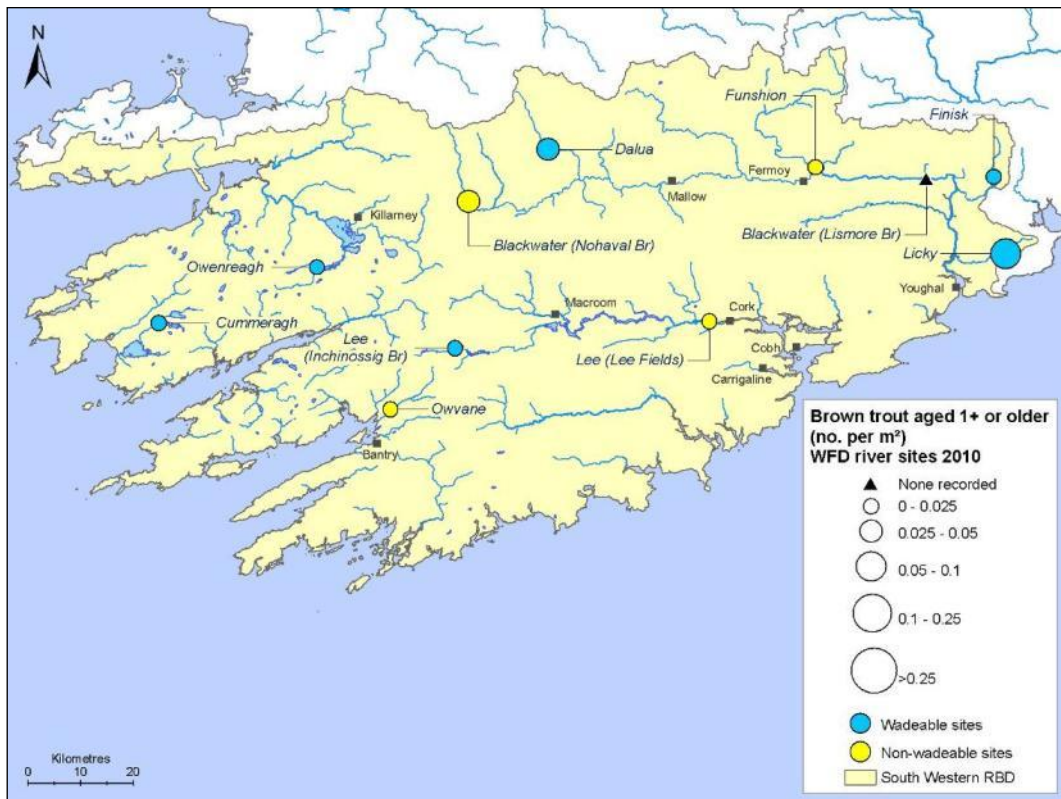 N
Funshion
Finisk
Dalua
Fermoy
Mallow
Killarney
Blackwater (Nohaval Br)
Blackwater (Lismore Br)
Licky
Owenreagh
Youghal
Macroom
Cork
Cummeragh
Lee
(Inchinossig Br)
Lee (Lee Fields)
Cobh
Carrigaline
Owvane
Bantry
Brown trout aged 1+ or older
(no. per m²)
WFD river sites 2010
None recorded
0 - 0.025
0.025 - 0.05
0.05 - 0.1
0.1 - 0.25
>0.25
Wadeable sites
Non-wadeable sites
South Western RBD
Kilometres
0 10 20